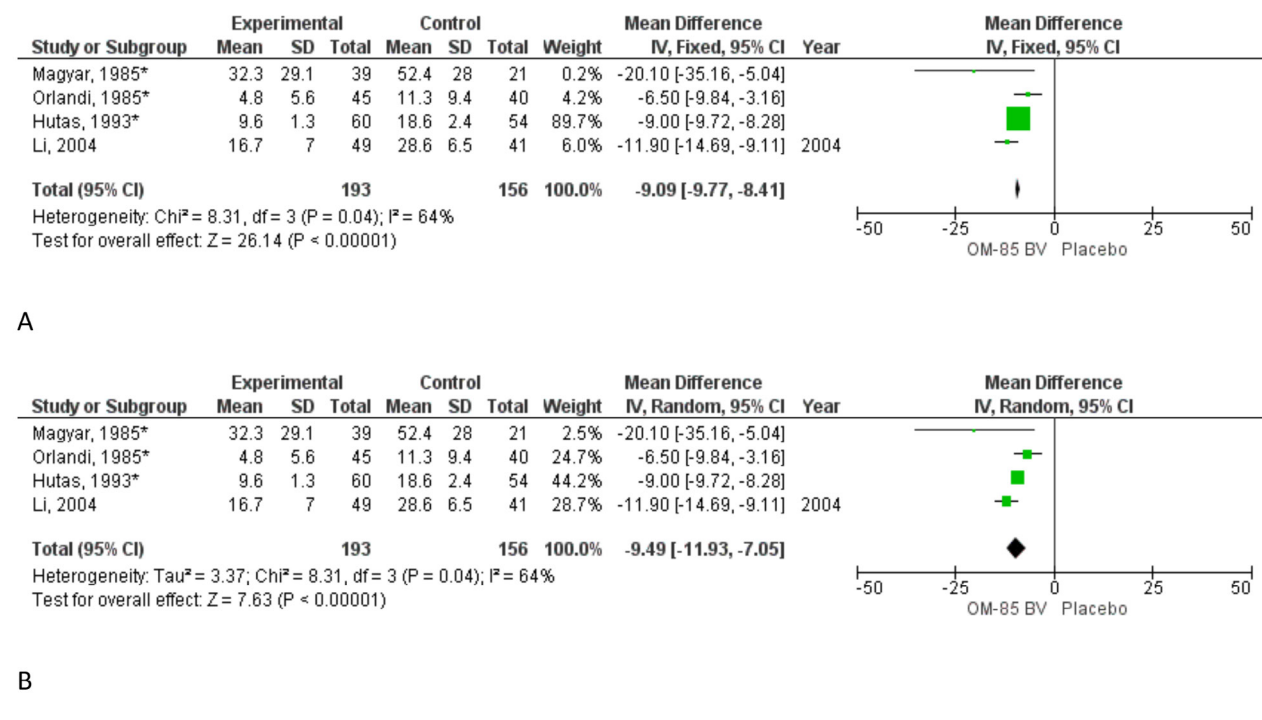 Experimental Control Mean Difference Mean Difference
Study or Subgroup Mean SD Total Mean SD Total Weight IV, Fixed, 95% CI Year IV, Fixed, 95% CI
Magyar, 1985* 32.3 29.1 39 52.4 28 21 0.2% -20.10 [-35.16, -5.04]
Orlandi, 1985* 4.8 5.6 45 11.3 9.4 40 4.2% -6.50 [-9.84, -3.16]
Hutas, 1993* 9.6 1.3 60 18.6 2.4 54 89.7% -9.00 [-9.72, -8.28]
Li, 2004 16.7 7 49 28.6 6.5 41 6.0% -11.90 [-14.69, -9.11] 2004
Total (95% CI) 193 156 100.0% -9.09 [-9.77, -8.41]
Heterogeneity: Chi² = 8.31, df = 3 (P = 0.04); I² = 64%
Test for overall effect: Z = 26.14 (P < 0.00001)
-50 -25 0 25 50
OM-85 BV Placebo
A
Experimental Control Mean Difference Mean Difference
Study or Subgroup Mean SD Total Mean SD Total Weight IV, Random, 95% CI Year IV, Random, 95% CI
Magyar, 1985* 32.3 29.1 39 52.4 28 21 2.5% -20.10 [-35.16, -5.04]
Orlandi, 1985* 4.8 5.6 45 11.3 9.4 40 24.7% -6.50 [-9.84, -3.16]
Hutas, 1993* 9.6 1.3 60 18.6 2.4 54 44.2% -9.00 [-9.72, -8.28]
Li, 2004 16.7 7 49 28.6 6.5 41 28.7% -11.90 [-14.69, -9.11] 2004
Total (95% CI) 193 156 100.0% -9.49 [-11.93, -7.05]
Heterogeneity: Tau² = 3.37; Chi² = 8.31, df = 3 (P = 0.04); I² = 64%
Test for overall effect: Z = 7.63 (P < 0.00001)
-50 -25 0 25 50
OM-85 BV Placebo
B